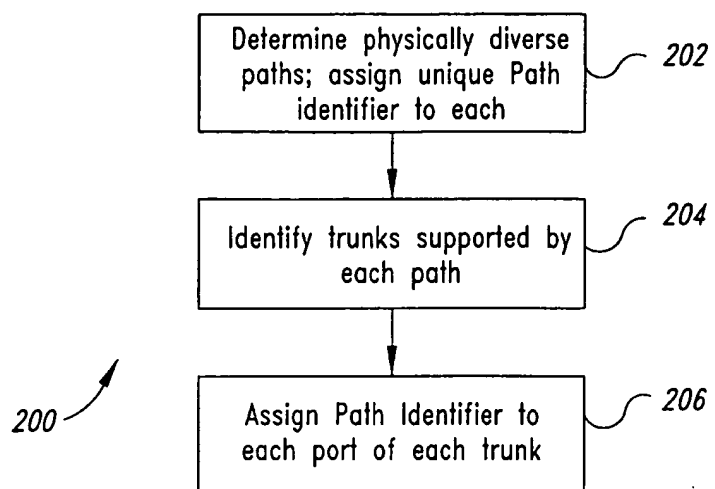 Determine physically diverse
paths; assign unique Path
identifier to each
202
Identify trunks supported by
each path
204
Assign Path Identifier to
each port of each trunk
206
200